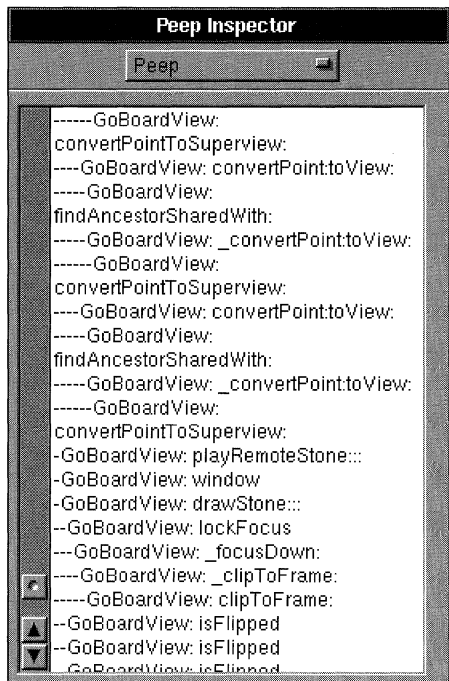 Peep Inspector
Peep
------GoBoardView:
convertPointToSuperview:
----GoBoardView: convertPoint:toView:
-----GoBoardView:
findAncestorSharedWith:
-----GoBoardView: _convertPoint:toView:
------GoBoardView:
convertPointToSuperview:
----GoBoardView: convertPoint:toView:
-----GoBoardView:
findAncestorSharedWith:
-----GoBoardView: _convertPoint:toView:
------GoBoardView:
convertPointToSuperview:
-GoBoardView: playRemoteStone:::
-GoBoardView: window
-GoBoardView: drawStone:::
--GoBoardView: lockFocus
---GoBoardView: _focusDown:
----GoBoardView: _clipToFrame:
-----GoBoardView: clipToFrame:
--GoBoardView: isFlipped
--GoBoardView: isFlipped
--GoBoardView: isFlipped